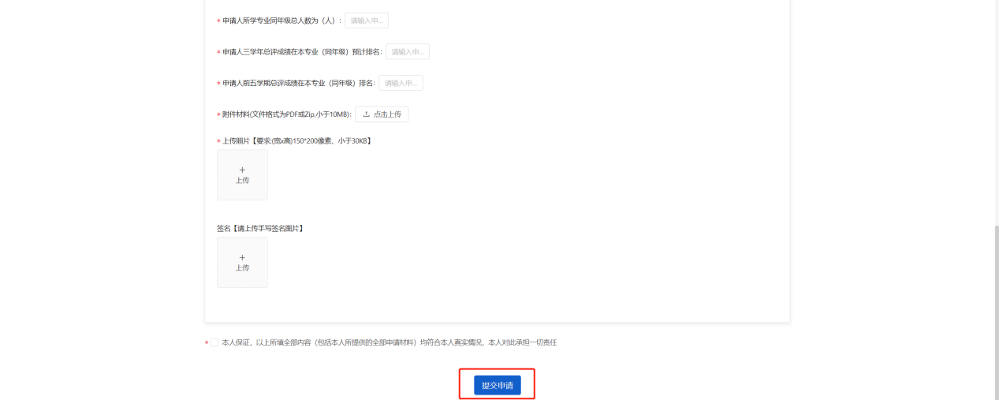 * 申请人所学专业同年级总人数为（人）： 请输入申...
* 申请人三学年总评成绩在本专业（同年级）预计排名： 请输入申...
* 申请人前五学期总评成绩在本专业（同年级）排名： 请输入申...
* 附件材料(文件格式为PDF或Zip,小于10MB)： 点击上传
* 上传照片【要求:(宽x高)150*200像素、小于30KB】
+
上传
签名【请上传手写签名图片】
+
上传
* 本人保证，以上所填全部内容（包括本人所提供的全部申请材料）均符合本人真实情况，本人对此承担一切责任
提交申请